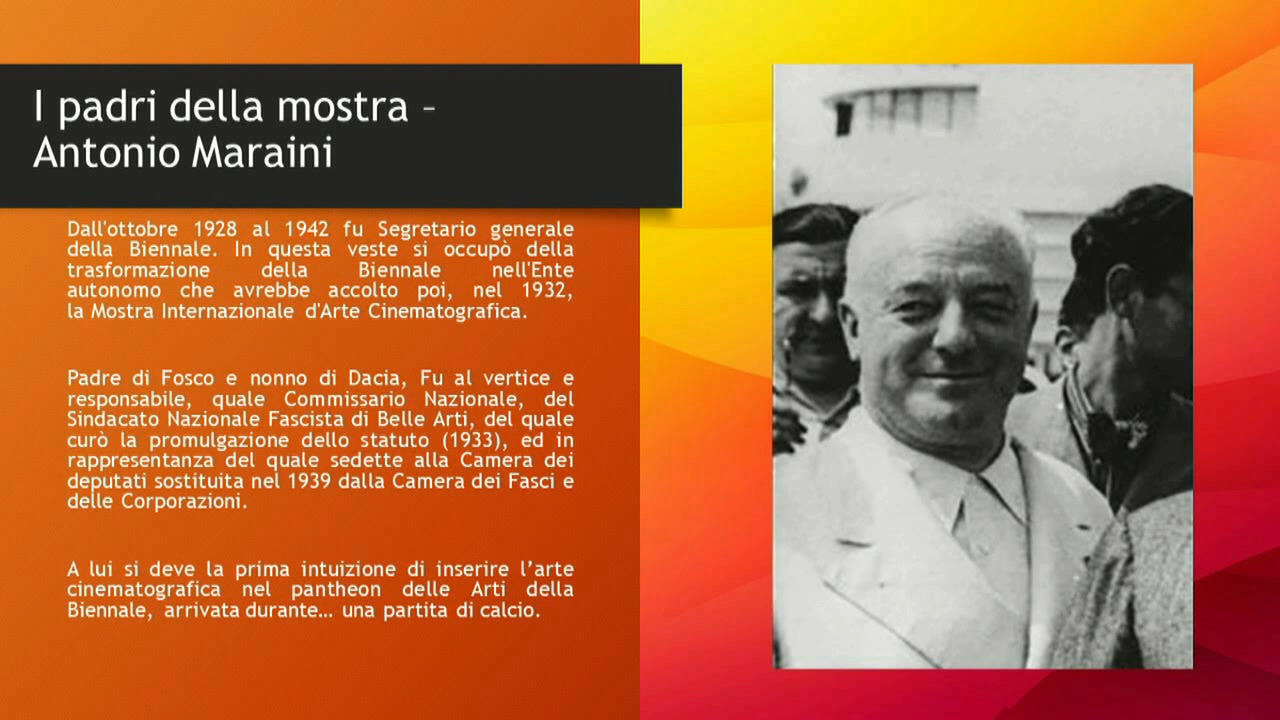 I padri della mostra –
Antonio Maraini
Dall'ottobre 1928 al 1942 fu Segretario generale
della Biennale. In questa veste si occupò della
trasformazione della Biennale nell'Ente
autonomo che avrebbe accolto poi, nel 1932,
la Mostra Internazionale d'Arte Cinematografica.
Padre di Fosco e nonno di Dacia, Fu al vertice e
responsabile, quale Commissario Nazionale, del
Sindacato Nazionale Fascista di Belle Arti, del quale
curò la promulgazione dello statuto (1933), ed in
rappresentanza del quale sedette alla Camera dei
deputati sostituita nel 1939 dalla Camera dei Fasci e
delle Corporazioni.
A lui si deve la prima intuizione di inserire l’arte
cinematografica nel pantheon delle Arti della
Biennale, arrivata durante… una partita di calcio.